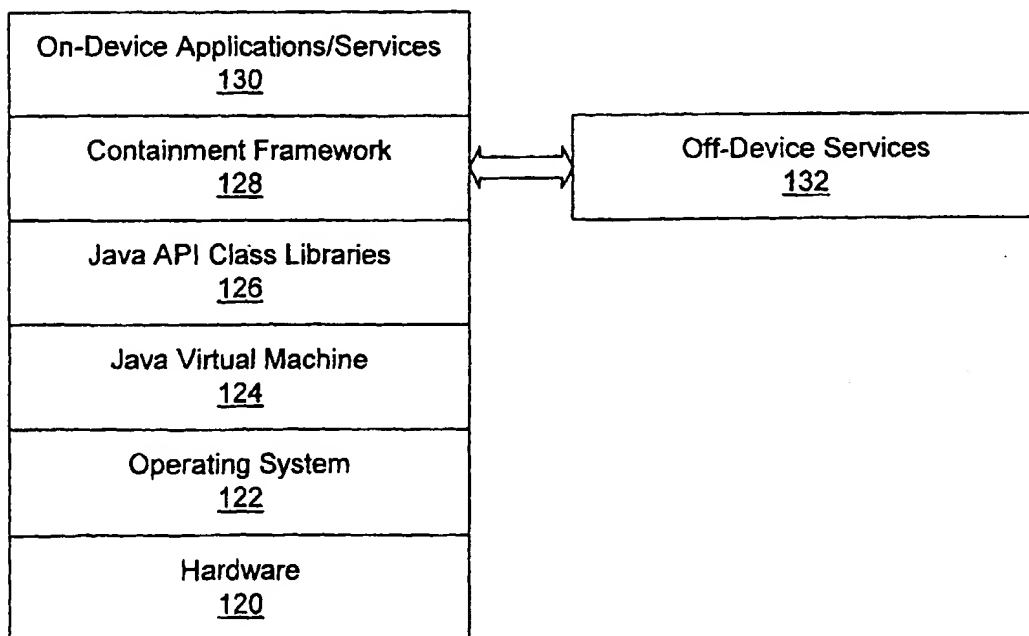 On-Device Applications/Services
130
Containment Framework
128
Off-Device Services
132
Java API Class Libraries
126
Java Virtual Machine
124
Operating System
122
Hardware
120